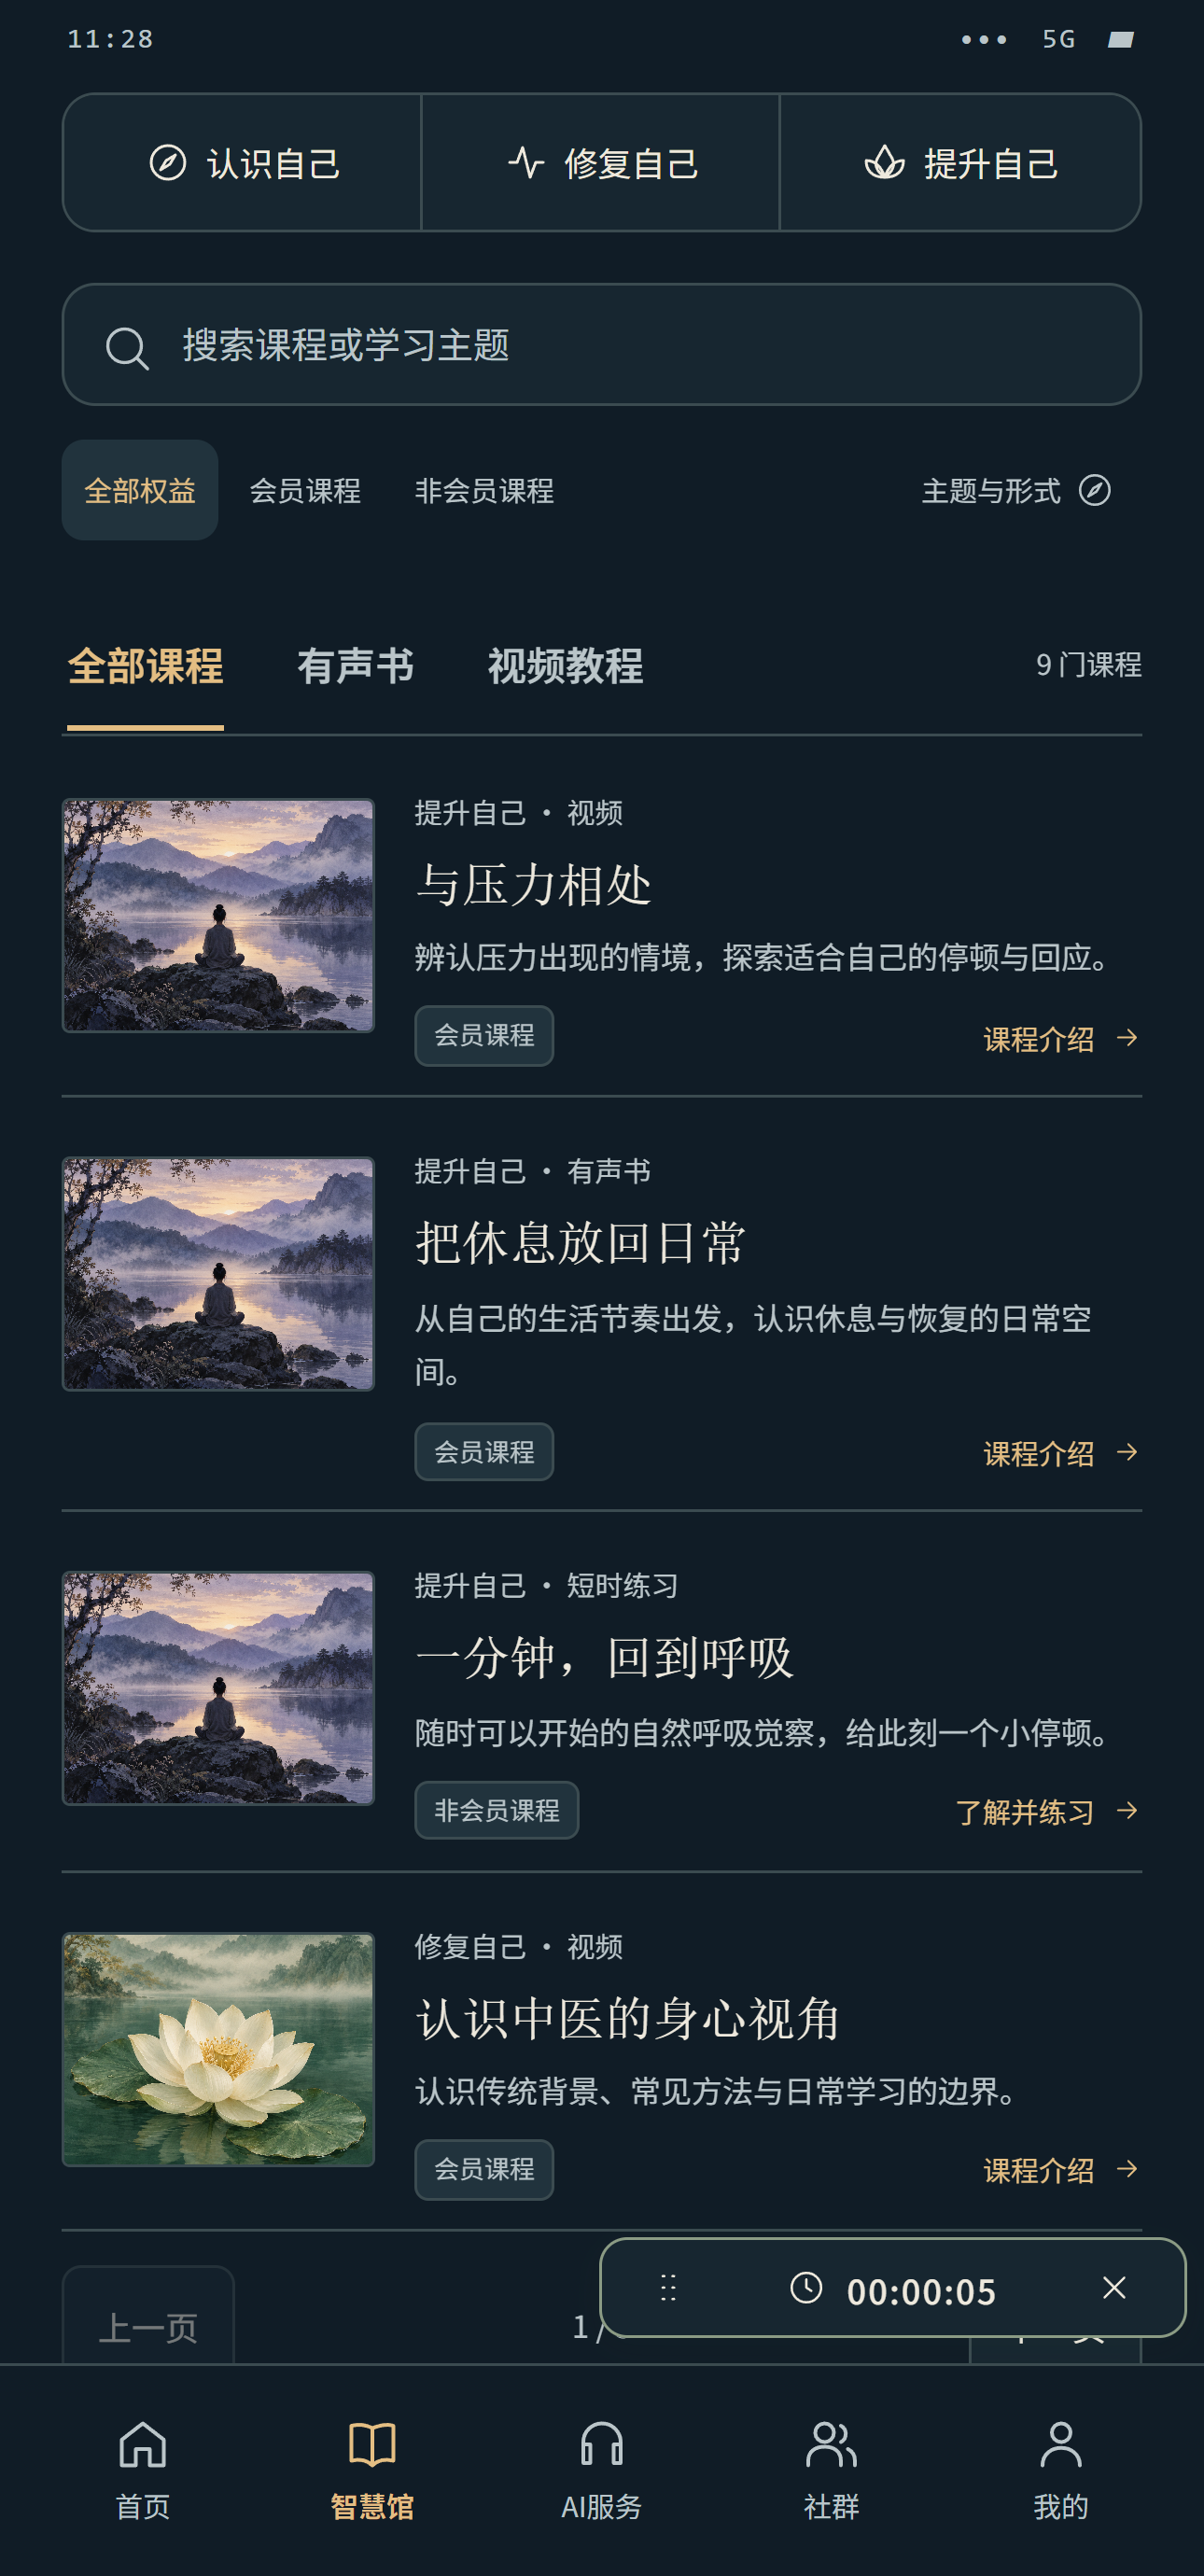 11:28 ••• 5G
认识自己 修复自己 提升自己
搜索课程或学习主题
全部权益 会员课程 非会员课程 主题与形式
全部课程 有声书 视频教程 9 门课程
提升自己 · 视频
与压力相处
辨认压力出现的情境，探索适合自己的停顿与回应。
会员课程 课程介绍 →
提升自己 · 有声书
把休息放回日常
从自己的生活节奏出发，认识休息与恢复的日常空
间。
会员课程 课程介绍 →
提升自己 · 短时练习
一分钟，回到呼吸
随时可以开始的自然呼吸觉察，给此刻一个小停顿。
非会员课程 了解并练习 →
修复自己 · 视频
认识中医的身心视角
认识传统背景、常见方法与日常学习的边界。
会员课程 课程介绍 →
00:00:05
上一页 1 /
首页 智慧馆 AI服务 社群 我的